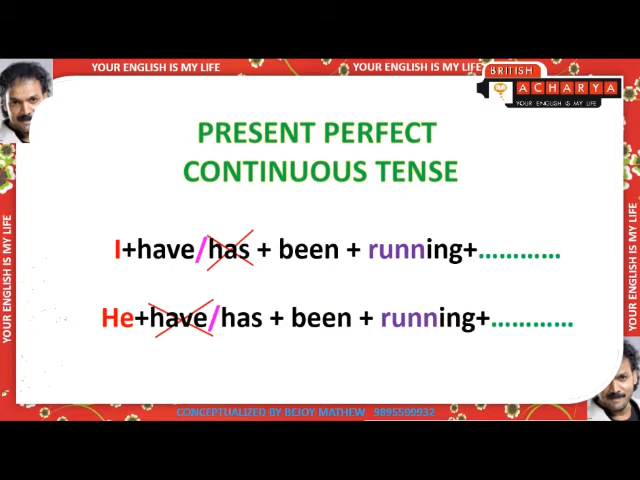 YOUR ENGLISH IS MY LIFE
YOUR ENGLISH IS MY LIFE
BRITISH
ACHARYA
YOUR ENGLISH IS MY LIFE
PRESENT PERFECT
CONTINUOUS TENSE
I+have/has + been + running+............
He+have/has + been + running+............
YOUR ENGLISH IS MY LIFE
YOUR ENGLISH IS MY LIFE
CONCEPTUALIZED BY BEJOY MATHEW 9895599932